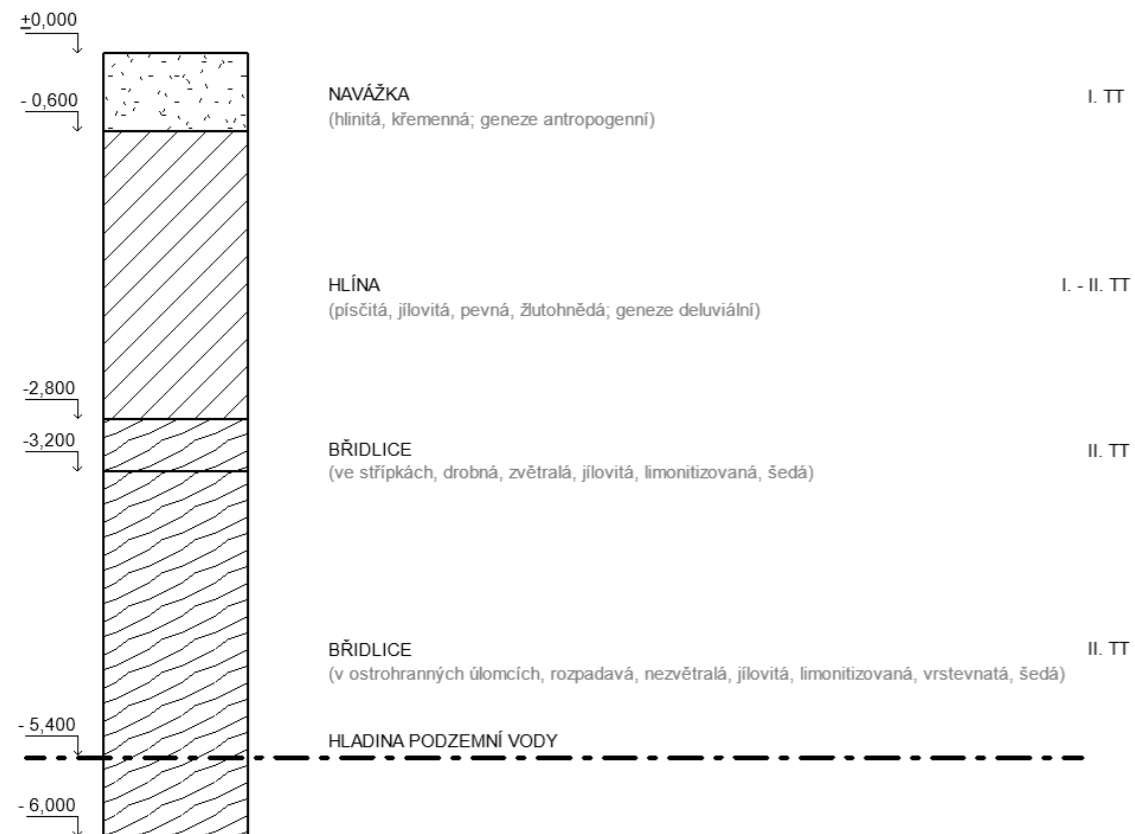 ±0,000
- 0,600
NAVÁŽKA I. TT
(hlinitá, křemenná; geneze antropogenní)
HLÍNA I. - II. TT
(písčitá, jílovitá, pevná, žlutohnědá; geneze deluviální)
-2,800
-3,200
BŘIDLICE II. TT
(ve střípkách, drobná, zvětralá, jílovitá, limonitizovaná, šedá)
BŘIDLICE II. TT
(v ostrohranných úlomcích, rozpadavá, nezvětralá, jílovitá, limonitizovaná, vrstevnatá, šedá)
- 5,400
HLADINA PODZEMNÍ VODY
- 6,000